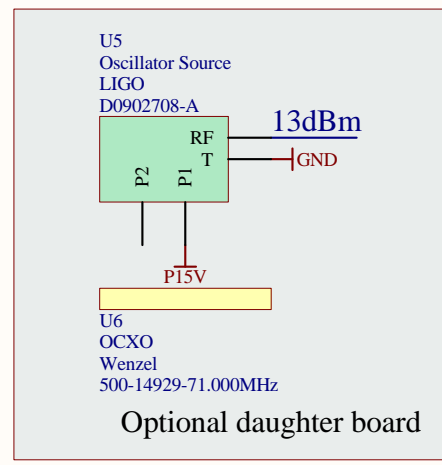 U5
Oscillator Source
LIGO
D0902708-A
RF
13dBm
T
GND
P2
P1
P15V
U6
OCXO
Wenzel
500-14929-71.000MHz
Optional daughter board